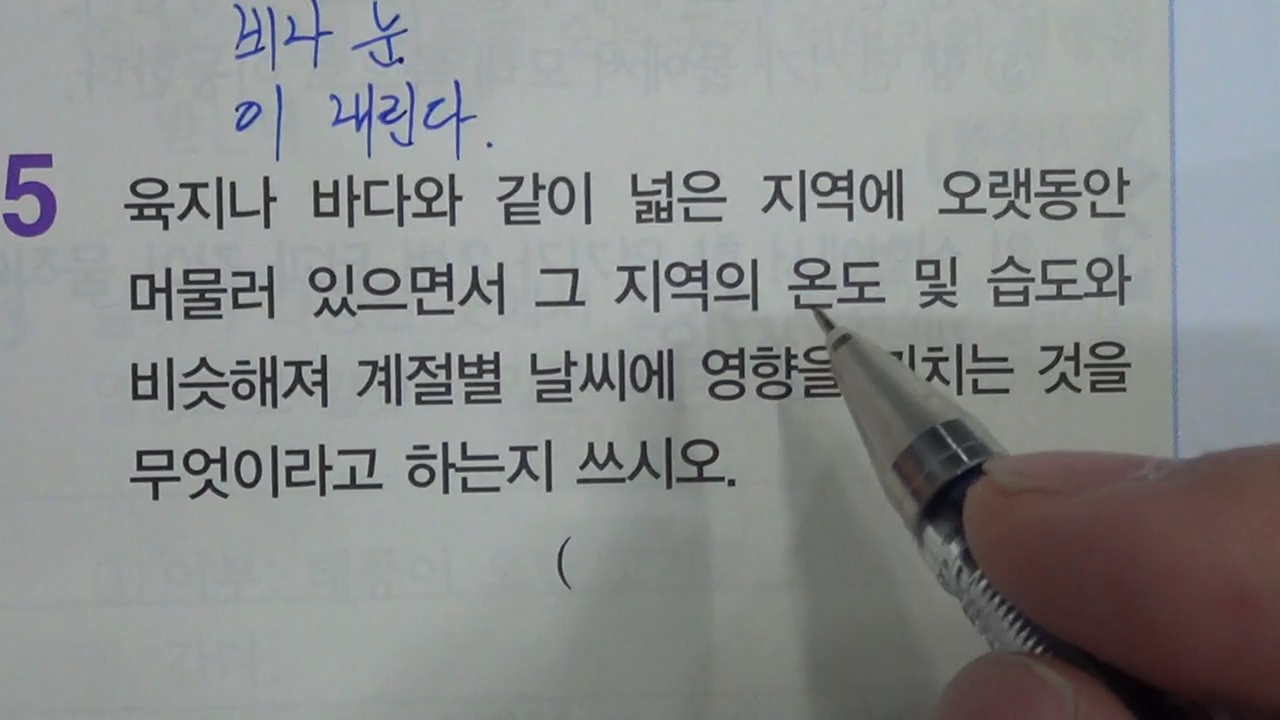 비나 눈
이 내린다.
5 육지나 바다와 같이 넓은 지역에 오랫동안
머물러 있으면서 그 지역의 온도 및 습도와
비슷해져 계절별 날씨에 영향을 것을
무엇이라고 하는지 쓰시오.
(